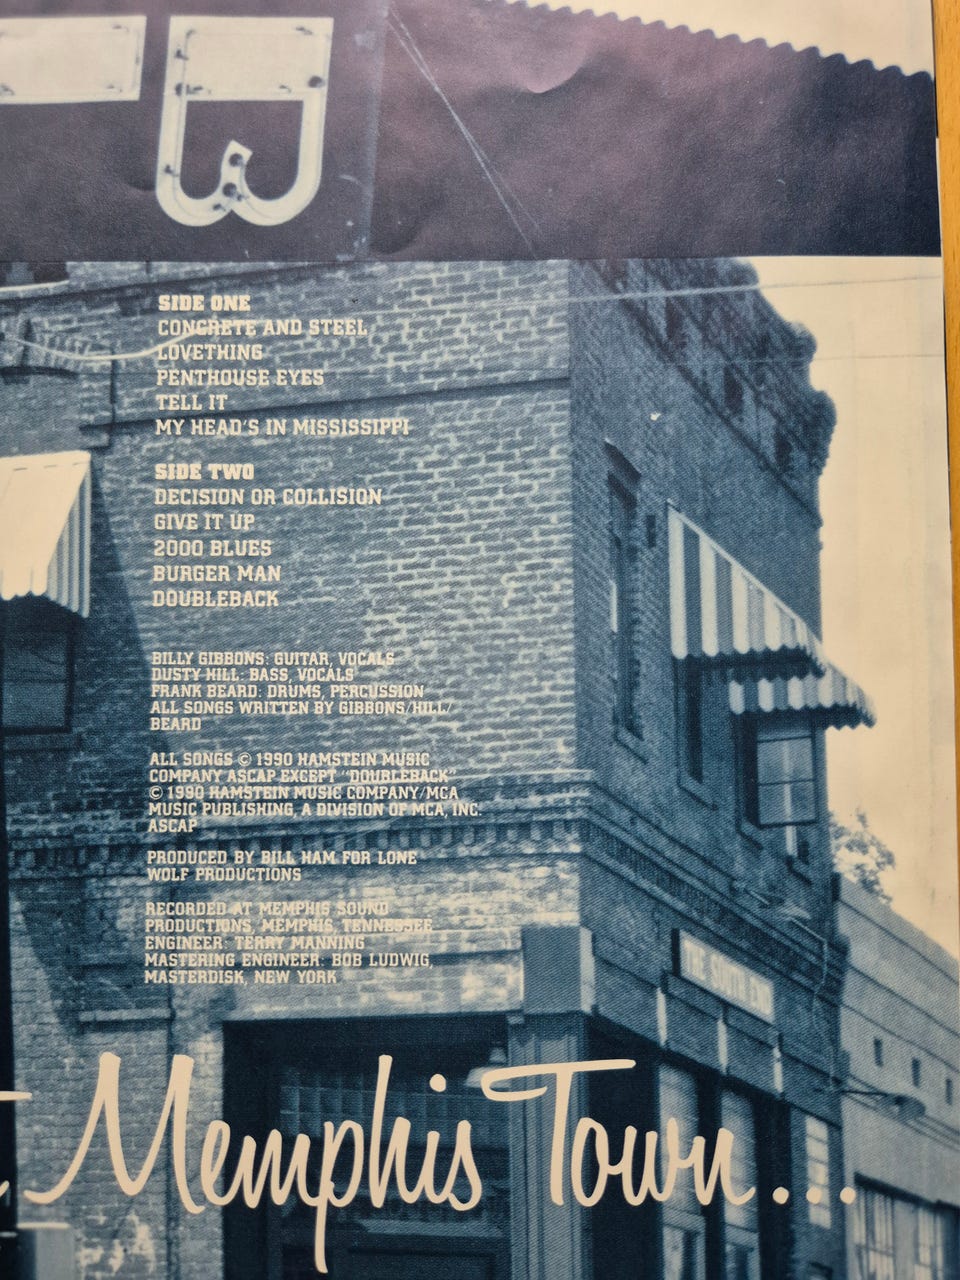 B
SIDE ONE
CONCRETE AND STEEL
LOVETHING
PENTHOUSE EYES
TELL IT
MY HEAD'S IN MISSISSIPPI
SIDE TWO
DECISION OR COLLISION
GIVE IT UP
2000 BLUES
BURGER MAN
DOUBLEBACK
BILLY GIBBONS: GUITAR, VOCALS
DUSTY HILL: BASS, VOCALS
FRANK BEARD: DRUMS, PERCUSSION
ALL SONGS WRITTEN BY GIBBONS/HILL/
BEARD
ALL SONGS © 1990 HAMSTEIN MUSIC
COMPANY ASCAP EXCEPT "DOUBLEBACK"
© 1990 HAMSTEIN MUSIC COMPANY/MCA
MUSIC PUBLISHING, A DIVISION OF MCA, INC.
ASCAP
PRODUCED BY BILL HAM FOR LONE
WOLF PRODUCTIONS
RECORDED AT MEMPHIS SOUND
PRODUCTIONS, MEMPHIS, TENNESSEE
ENGINEER: TERRY MANNING
MASTERING ENGINEER: BOB LUDWIG,
MASTERDISK, NEW YORK
THE SOUTH END
Memphis Town...